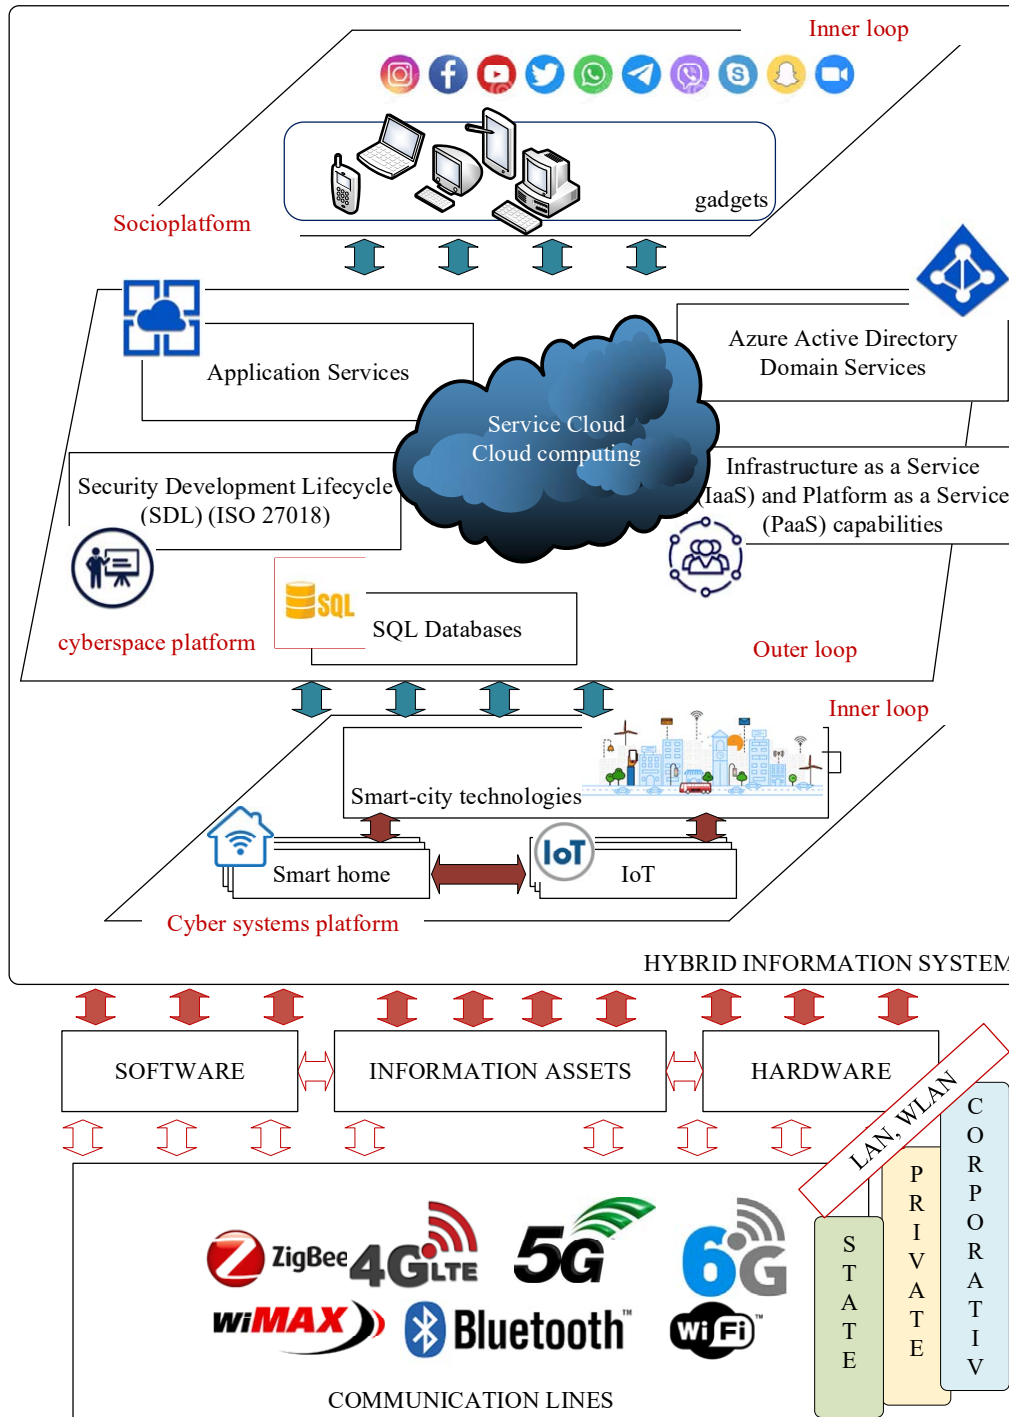 Inner loop
gadgets
Socioplatform
Application Services
Azure Active Directory
Domain Services
Service Cloud
Cloud computing
Security Development Lifecycle
(SDL) (ISO 27018)
Infrastructure as a Service
(IaaS) and Platform as a Service
(PaaS) capabilities
SQL
SQL Databases
cyberspace platform
Outer loop
Inner loop
Smart-city technologies
Smart home
IoT
IoT
Cyber systems platform
HYBRID INFORMATION SYSTEM
SOFTWARE
INFORMATION ASSETS
HARDWARE
LAN, WLAN
CORPORATIV
PRIVATE
STATE
ZigBee
4G LTE
5G
6G
WiMAX
Bluetooth™
Wi Fi™
COMMUNICATION LINES